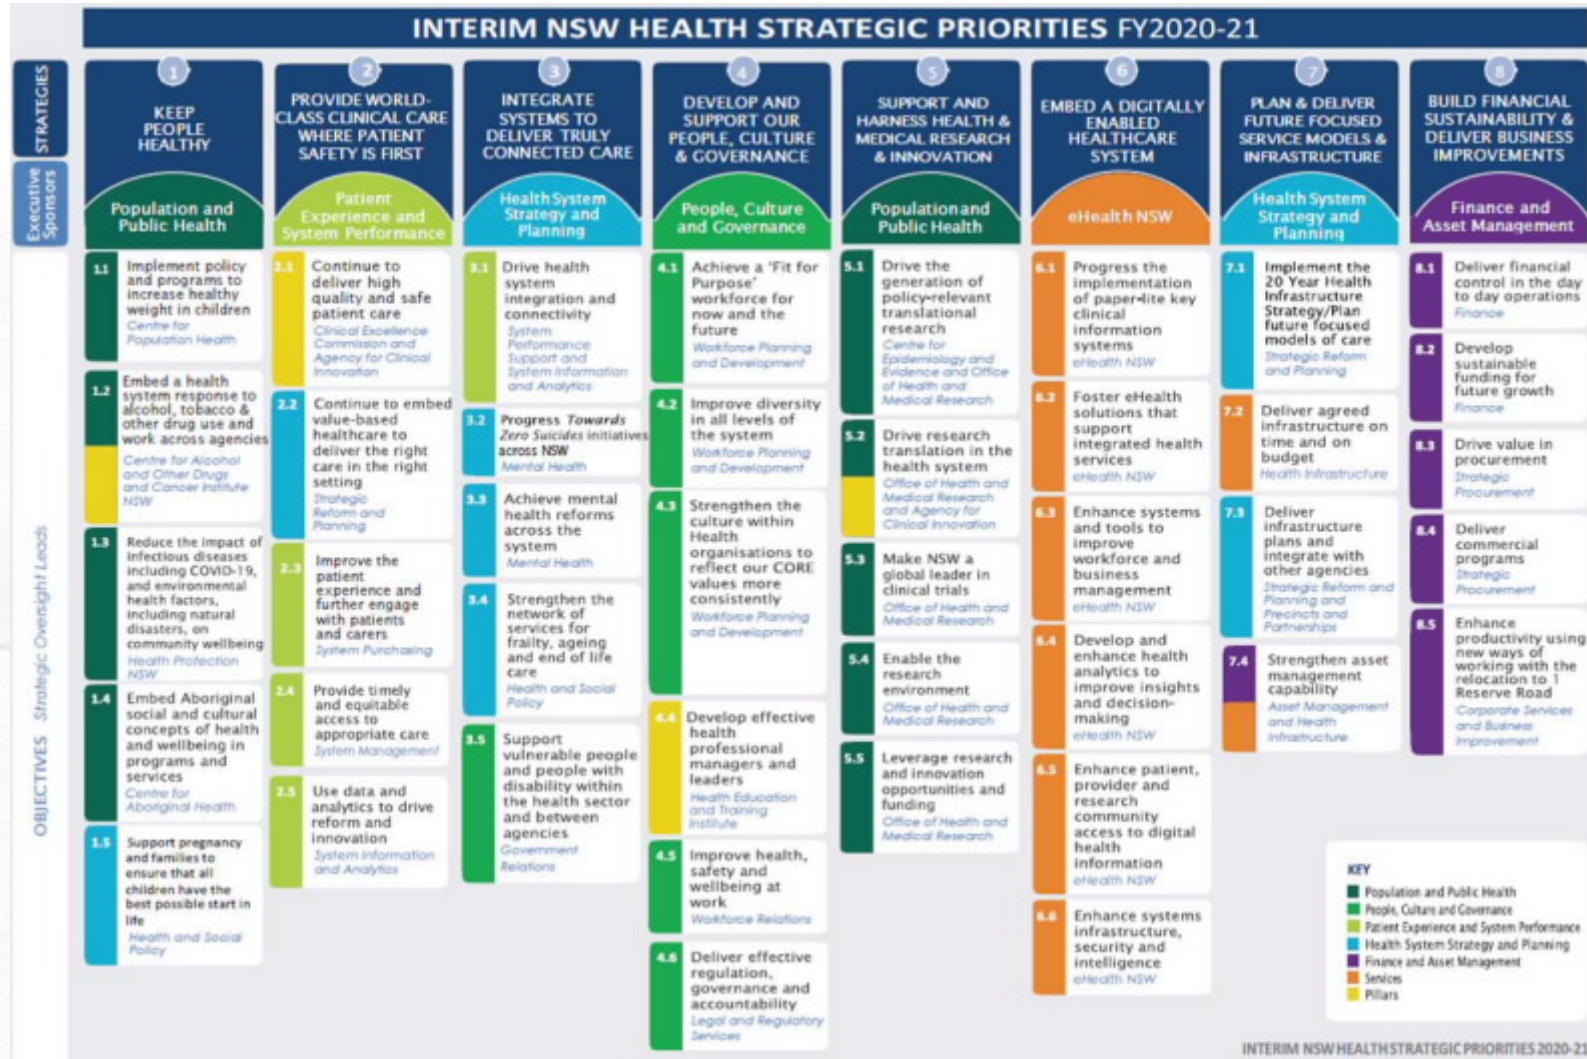 INTERIM NSW HEALTH STRATEGIC PRIORITIES FY2020-21
STRATEGIES
Executive
Sponsors
OBJECTIVES Strategic Oversight Leads
1
KEEP
PEOPLE
HEALTHY
Population and
Public Health
1.1
Implement policy
and programs to
increase healthy
weight in children
Centre for
Population Health
1.2
Embed a health
system response to
alcohol, tobacco &
other drug use and
work across agencies
Centre for Alcohol
and Other Drugs
and Cancer Institute
NSW
1.3
Reduce the impact of
infectious diseases
including COVID-19,
and environmental
health factors,
including natural
disasters, on
community wellbeing
Health Protection
NSW
1.4
Embed Aboriginal
social and cultural
concepts of health
and wellbeing in
programs and
services
Centre for
Aboriginal Health
1.5
Support pregnancy
and families to
ensure that all
children have the
best possible start in
life
Health and Social
Policy
2
PROVIDE WORLD-
CLASS CLINICAL CARE
WHERE PATIENT
SAFETY IS FIRST
Patient
Experience and
System Performance
2.1
Continue to
deliver high
quality and safe
patient care
Clinical Excellence
Commission and
Agency for Clinical
Innovation
2.2
Continue to embed
value-based
healthcare to
deliver the right
care in the right
setting
Strategic
Reform and
Planning
2.3
Improve the
patient
experience and
further engage
with patients
and carers
System Purchasing
2.4
Provide timely
and equitable
access to
appropriate care
System Management
2.5
Use data and
analytics to drive
reform and
innovation
System Information
and Analytics
3
INTEGRATE
SYSTEMS TO
DELIVER TRULY
CONNECTED CARE
Health System
Strategy and
Planning
3.1
Drive health
system
integration and
connectivity
System
Performance
Support and
System Information
and Analytics
3.2
Progress Towards
Zero Suicides initiatives
across NSW
Mental Health
3.3
Achieve mental
health reforms
across the
system
Mental Health
3.4
Strengthen the
network of
services for
frailty, ageing
and end of life
care
Health and Social
Policy
3.5
Support
vulnerable people
and people with
disability within
the health sector
and between
agencies
Government
Relations
4
DEVELOP AND
SUPPORT OUR
PEOPLE, CULTURE
& GOVERNANCE
People, Culture
and Governance
4.1
Achieve a 'Fit for
Purpose'
workforce for
now and the
future
Workforce Planning
and Development
4.2
Improve diversity
in all levels of
the system
Workforce Planning
and Development
4.3
Strengthen the
culture within
Health
organisations to
reflect our CORE
values more
consistently
Workforce Planning
and Development
4.4
Develop effective
health
professional
managers and
leaders
Health Education
and Training
Institute
4.5
Improve health,
safety and
wellbeing at
work
Workforce Relations
4.6
Deliver effective
regulation,
governance and
accountability
Legal and Regulatory
Services
5
SUPPORT AND
HARNESS HEALTH &
MEDICAL RESEARCH
& INNOVATION
Population and
Public Health
5.1
Drive the
generation of
policy-relevant
translational
research
Centre for
Epidemiology and
Evidence and Office
of Health and
Medical Research
5.2
Drive research
translation in the
health system
Office of Health and
Medical Research
and Agency for
Clinical Innovation
5.3
Make NSW a
global leader in
clinical trials
Office of Health and
Medical Research
5.4
Enable the
research
environment
Office of Health and
Medical Research
5.5
Leverage research
and innovation
opportunities and
funding
Office of Health and
Medical Research
6
EMBED A DIGITALLY
ENABLED
HEALTHCARE
SYSTEM
eHealth NSW
6.1
Progress the
implementation
of paper-lite key
clinical
information
systems
eHealth NSW
6.2
Foster eHealth
solutions that
support
integrated health
services
eHealth NSW
6.3
Enhance systems
and tools to
improve
workforce and
business
management
eHealth NSW
6.4
Develop and
enhance health
analytics to
improve insights
and decision-
making
eHealth NSW
6.5
Enhance patient,
provider and
research
community
access to digital
health
information
eHealth NSW
6.6
Enhance systems
infrastructure,
security and
intelligence
eHealth NSW
7
PLAN & DELIVER
FUTURE FOCUSED
SERVICE MODELS &
INFRASTRUCTURE
Health System
Strategy and
Planning
7.1
Implement the
20 Year Health
Infrastructure
Strategy/Plan
future focused
models of care
Strategic Reform
and Planning
7.2
Deliver agreed
infrastructure on
time and on
budget
Health Infrastructure
7.3
Deliver
infrastructure
plans and
integrate with
other agencies
Strategic Reform and
Planning and
Precincts and
Partnerships
7.4
Strengthen asset
management
capability
Asset Management
and Health
Infrastructure
8
BUILD FINANCIAL
SUSTAINABILITY &
DELIVER BUSINESS
IMPROVEMENTS
Finance and
Asset Management
8.1
Deliver financial
control in the day
to day operations
Finance
8.2
Develop
sustainable
funding for
future growth
Finance
8.3
Drive value in
procurement
Strategic
Procurement
8.4
Deliver
commercial
programs
Strategic
Procurement
8.5
Enhance
productivity using
new ways of
working with the
relocation to 1
Reserve Road
Corporate Services
and Business
Improvement
KEY
Population and Public Health
People, Culture and Governance
Patient Experience and System Performance
Health System Strategy and Planning
Finance and Asset Management
Services
Pillars
INTERIM NSW HEALTH STRATEGIC PRIORITIES 2020-21